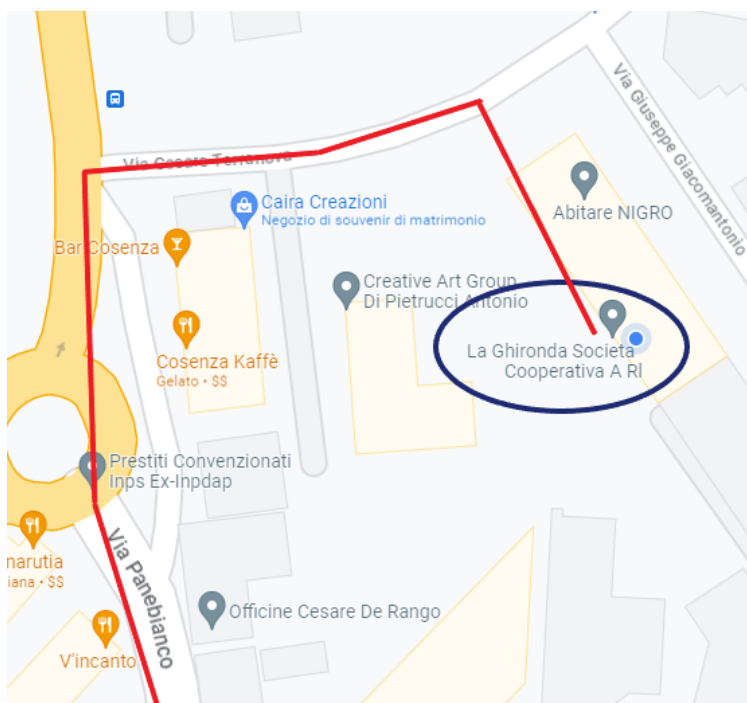 Via Giuseppe Giacomantonio
Via Cesare Terranova
Caira Creazioni
Negozio di souvenir di matrimonio
Abitare NIGRO
Bar Cosenza
Creative Art Group
Di Pietrucci Antonio
La Ghironda Societa
Cooperativa A Rl
Cosenza Kaffè
Gelato • $$
Prestiti Convenzionati
Inps Ex-Inpdap
narutia
iana • $$
Via Panebianco
Officine Cesare De Rango
V'incanto